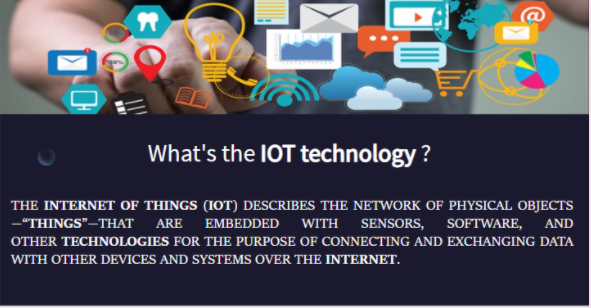 What's the IOT technology ?
THE INTERNET OF THINGS (IOT) DESCRIBES THE NETWORK OF PHYSICAL OBJECTS
—“THINGS”—THAT ARE EMBEDDED WITH SENSORS, SOFTWARE, AND
OTHER TECHNOLOGIES FOR THE PURPOSE OF CONNECTING AND EXCHANGING DATA
WITH OTHER DEVICES AND SYSTEMS OVER THE INTERNET.